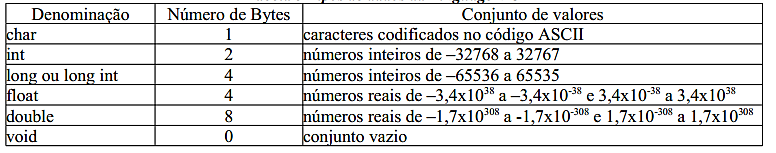 Denominação Número de Bytes Conjunto de valores
char 1 caracteres codificados no código ASCII
int 2 números inteiros de –32768 a 32767
long ou long int 4 números inteiros de –65536 a 65535
float 4 números reais de –3,4x10^38 a –3,4x10^-38 e 3,4x10^-38 a 3,4x10^38
double 8 números reais de –1,7x10^308 a -1,7x10^-308 e 1,7x10^-308 a 1,7x10^308
void 0 conjunto vazio